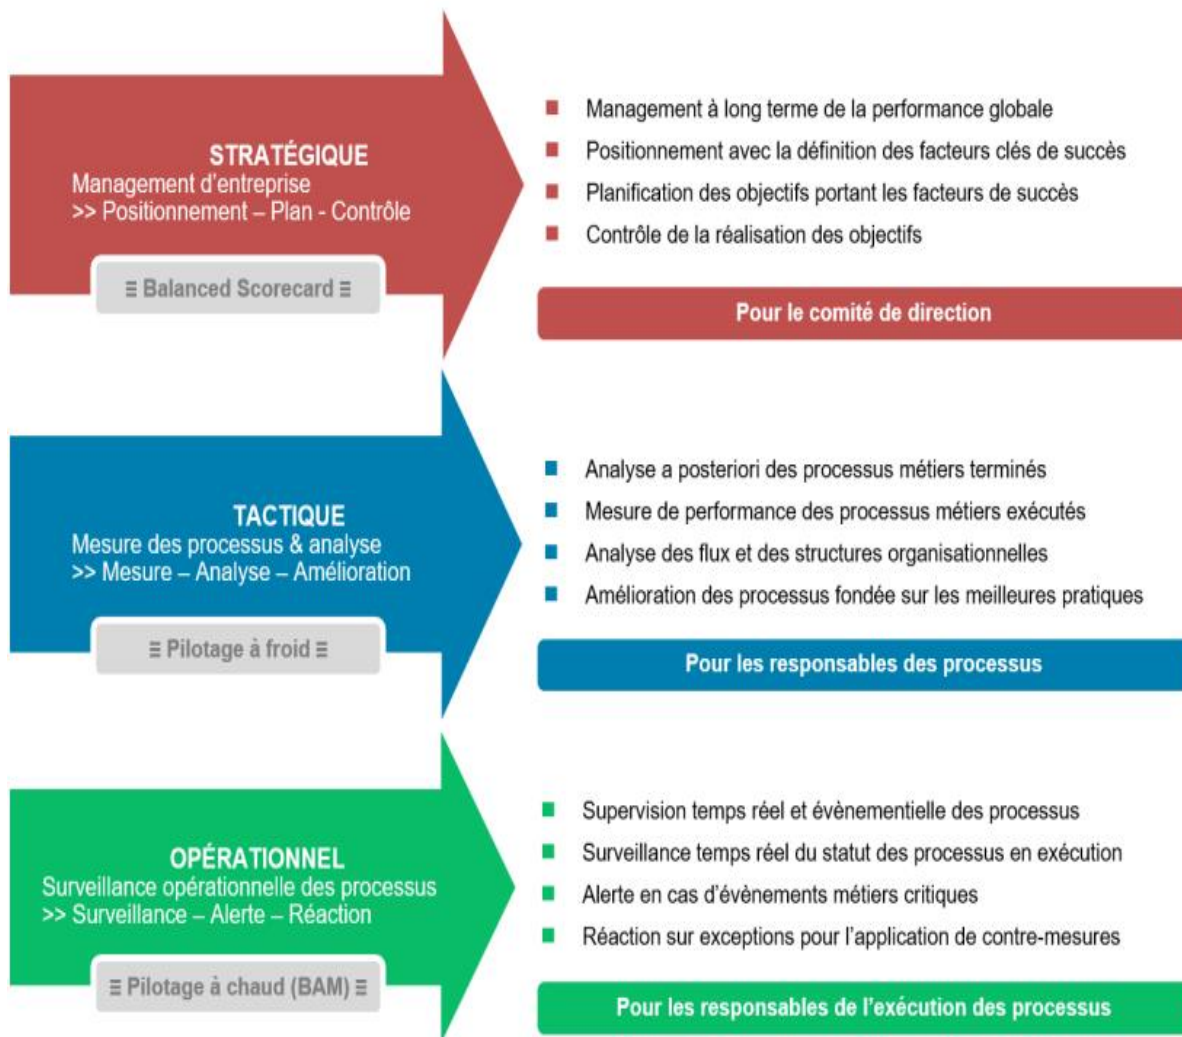 STRATÉGIQUE
Management d'entreprise
>> Positionnement – Plan - Contrôle
≡ Balanced Scorecard ≡
■ Management à long terme de la performance globale
■ Positionnement avec la définition des facteurs clés de succès
■ Planification des objectifs portant les facteurs de succès
■ Contrôle de la réalisation des objectifs
Pour le comité de direction
TACTIQUE
Mesure des processus & analyse
>> Mesure – Analyse – Amélioration
≡ Pilotage à froid ≡
■ Analyse a posteriori des processus métiers terminés
■ Mesure de performance des processus métiers exécutés
■ Analyse des flux et des structures organisationnelles
■ Amélioration des processus fondée sur les meilleures pratiques
Pour les responsables des processus
OPÉRATIONNEL
Surveillance opérationnelle des processus
>> Surveillance – Alerte – Réaction
≡ Pilotage à chaud (BAM) ≡
■ Supervision temps réel et évènementielle des processus
■ Surveillance temps réel du statut des processus en exécution
■ Alerte en cas d'évènements métiers critiques
■ Réaction sur exceptions pour l'application de contre-mesures
Pour les responsables de l'exécution des processus